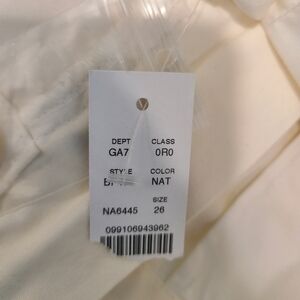 DEPT CLASS
GA7 0R0
STYLE COLOR
NAT
SIZE
NA6445 26
099106943962